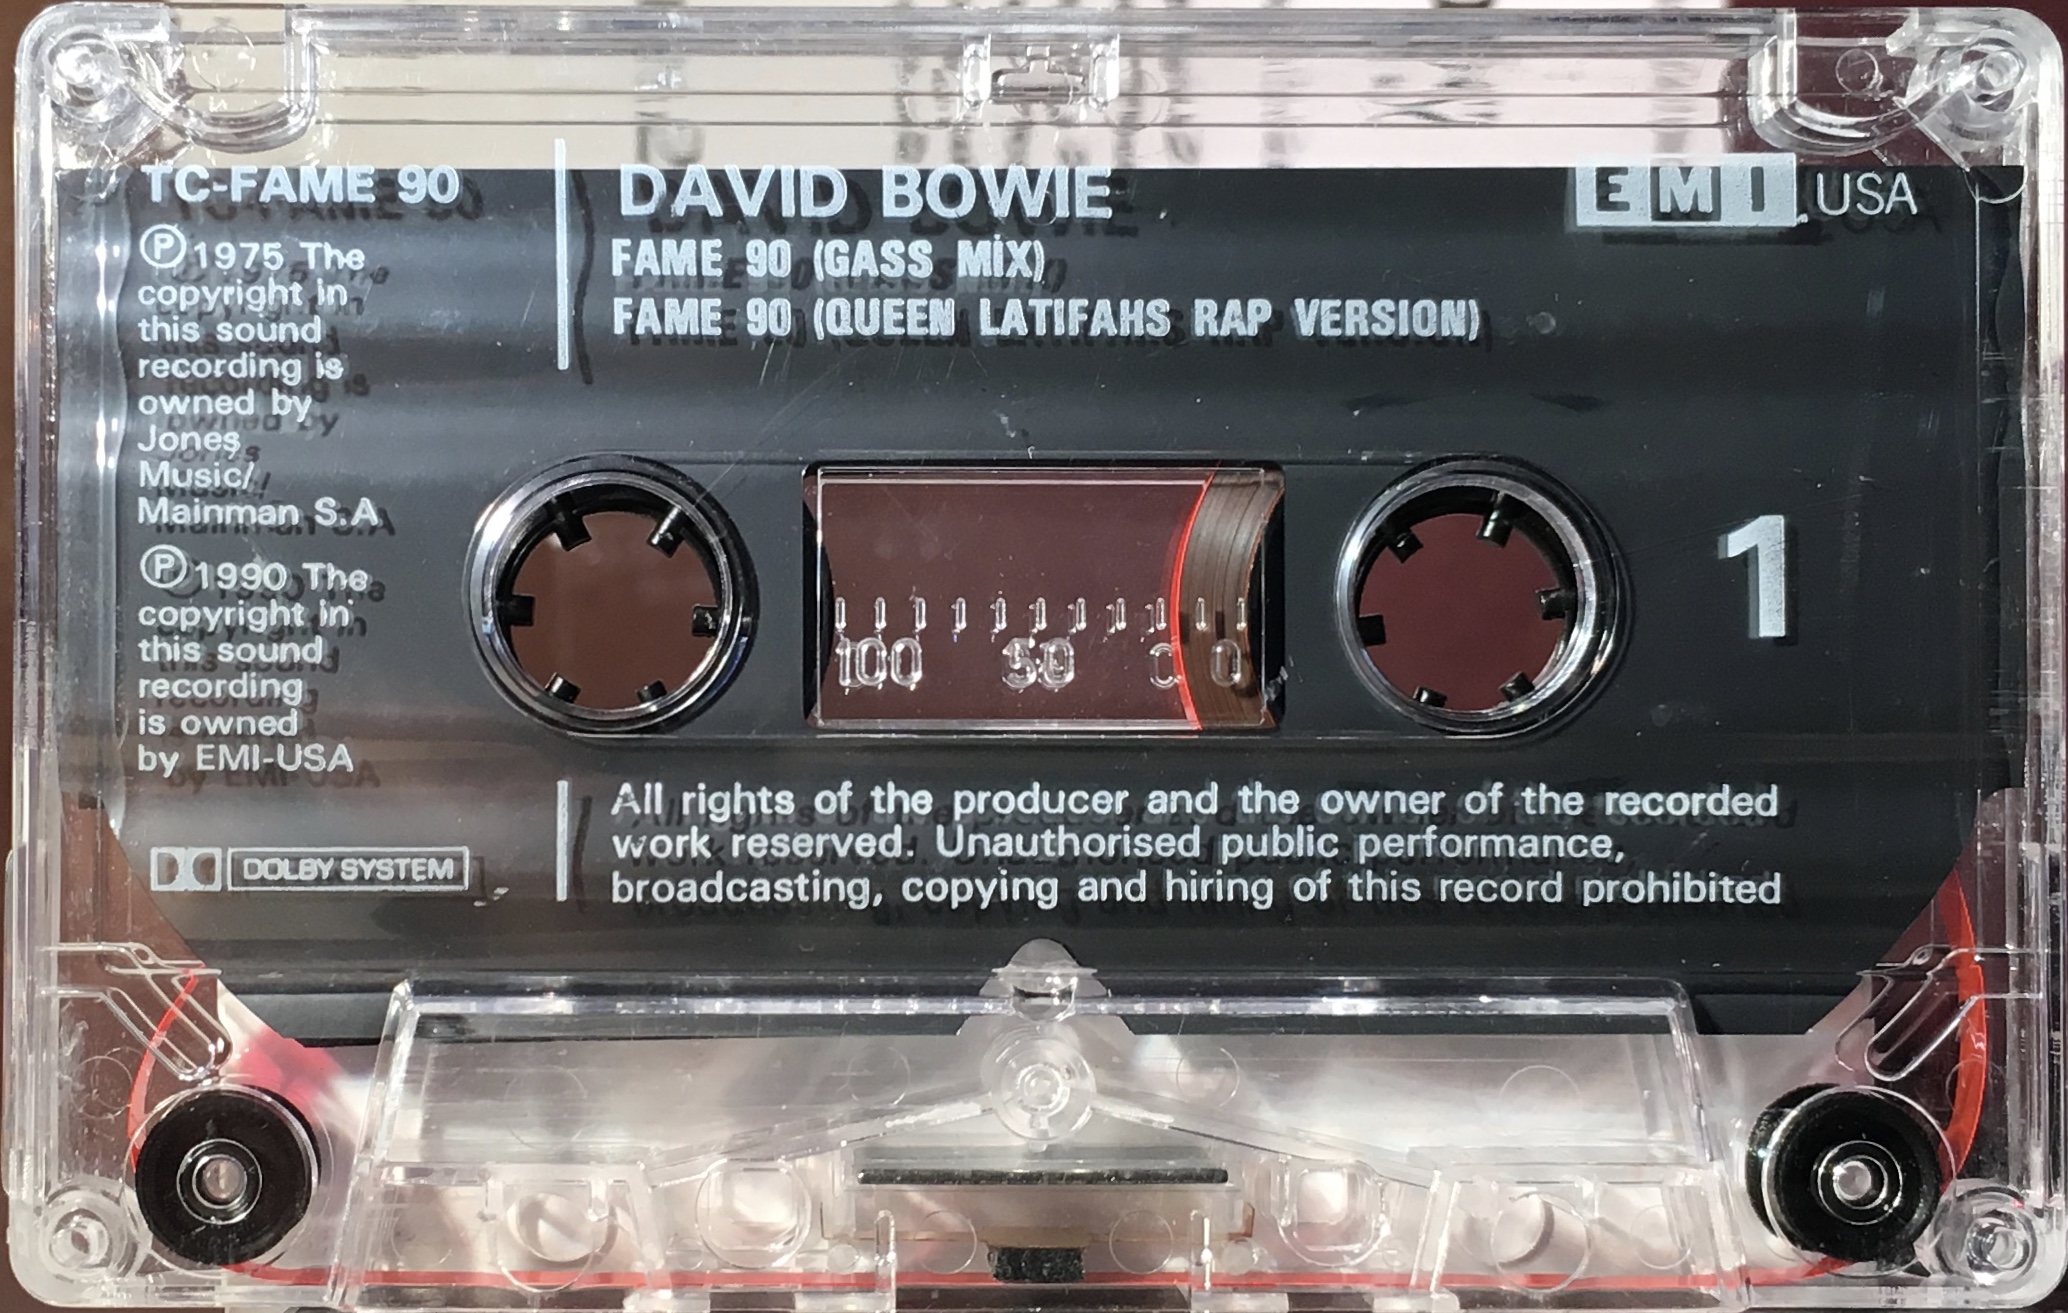 TC-FAME 90
Ⓟ1975 The
copyright in
this sound
recording is
owned by
Jones
Music/
Mainman S.A
Ⓟ1990 The
copyright in
this sound
recording
is owned
by EMI-USA
DOLBY SYSTEM
DAVID BOWIE
FAME 90 (GASS MİX)
FAME 90 (QUEEN LATIFAHS RAP VERSION)
EMI USA
100 50 0
1
All rights of the producer and the owner of the recorded
work reserved. Unauthorised public performance,
broadcasting, copying and hiring of this record prohibited